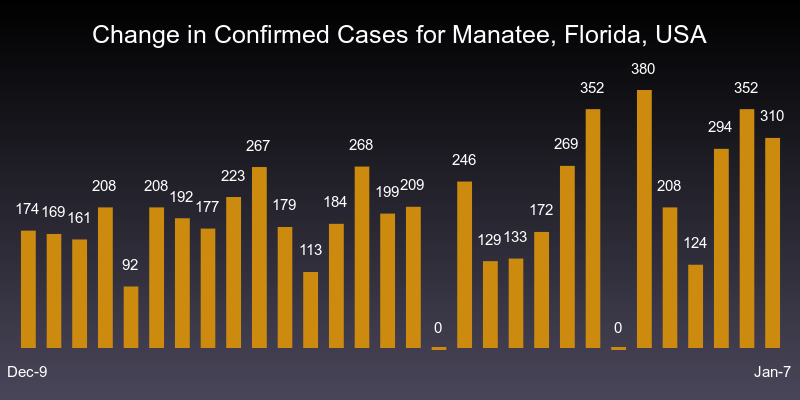 Change in Confirmed Cases for Manatee, Florida, USA
174 169 161 208 92 208 192 177 223 267 179 113 184 268 199 209 0 246 129 133 172 269 352 0 380 208 124 294 352 310
Dec-9 Jan-7